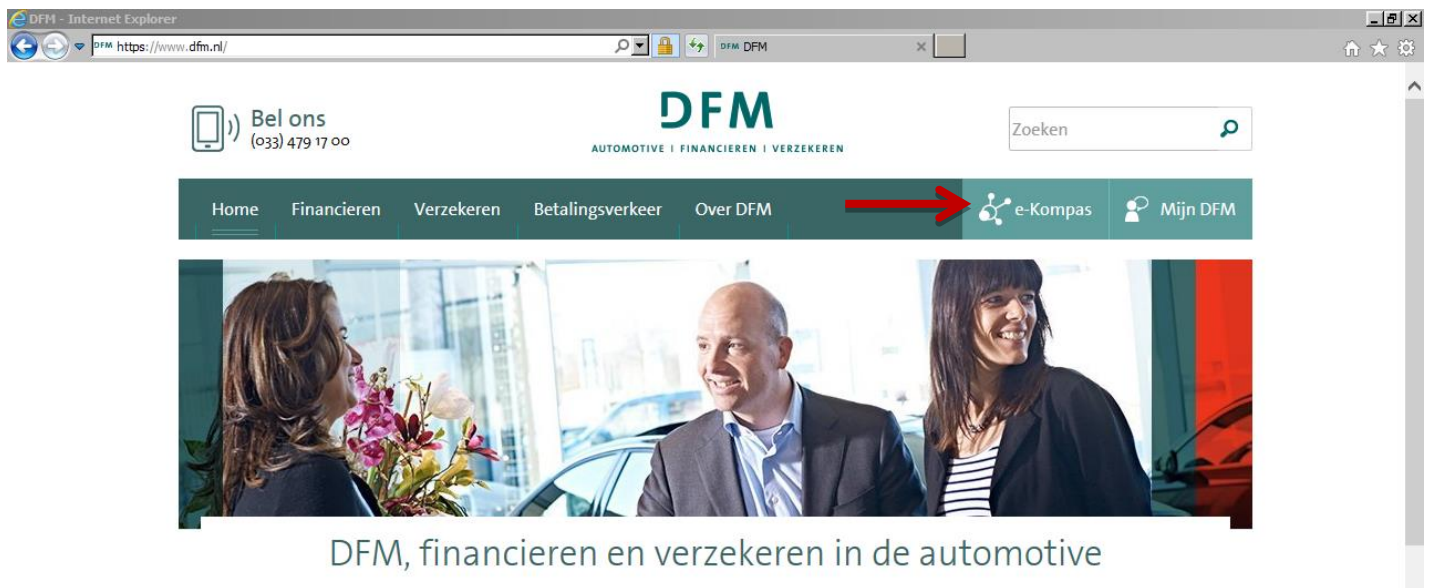 DFM - Internet Explorer
DFM https://www.dfm.nl/
DFM DFM
Bel ons
(033) 479 17 00
DFM
AUTOMOTIVE | FINANCIEREN | VERZEKEREN
Zoeken
Home Financieren Verzekeren Betalingsverkeer Over DFM e-Kompas Mijn DFM
DFM, financieren en verzekeren in de automotive